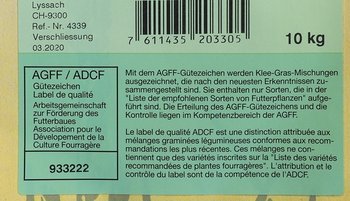 Lyssach
CH-9300
Ref.- Nr. 4339
Verschliessung
03.2020
7 611435 203305
10 kg
AGFF / ADCF
Gütezeichen
Label de qualité
Arbeitsgemeinschaft
zur Förderung des
Futterbaues
Association pour le
Dévelopement de la
Culture Fourragère
933222
Mit dem AGFF-Gütezeichen werden Klee-Gras-Mischungen
ausgezeichnet, die nach den neusten Erkenntnissen zu-
sammengestellt sind. Sie enthalten nur Sorten, die in der
"Liste der empfohlenen Sorten von Futterpflanzen" aufge-
führt sind. Die Erteilung des AGFF-Gütezeichens und die
Kontrolle liegen im Kompetenzbereich der AGFF.
Le label de qualité ADCF est une distinction attribuée aux
mélanges graminées légumineuses conformes aux recom-
mandations les plus récentes. Ces mélanges ne con-
tiennent que des variétés inscrites sur la "Liste des variétés
recommandées de plantes fourragères". L'attribution et le
contrôle du label sont de la compétence de l'ADCF.